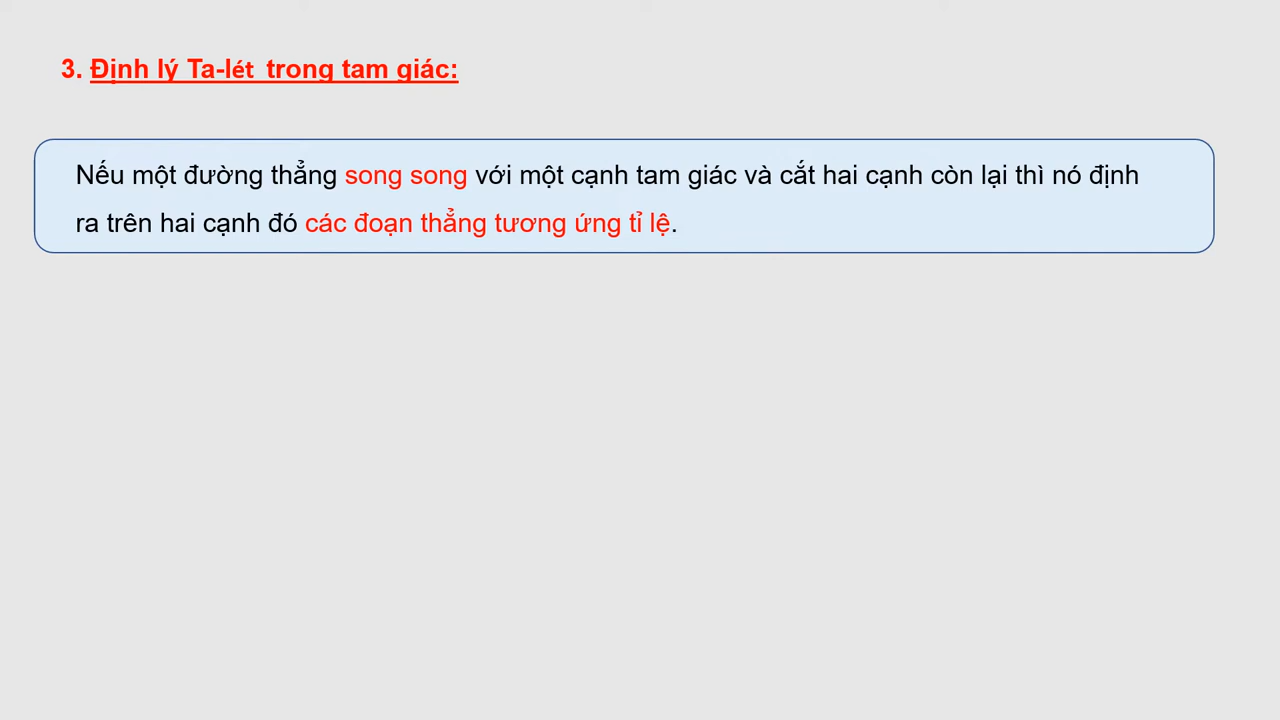 3. Định lý Ta-lét trong tam giác:
Nếu một đường thẳng song song với một cạnh tam giác và cắt hai cạnh còn lại thì nó định
ra trên hai cạnh đó các đoạn thẳng tương ứng tỉ lệ.